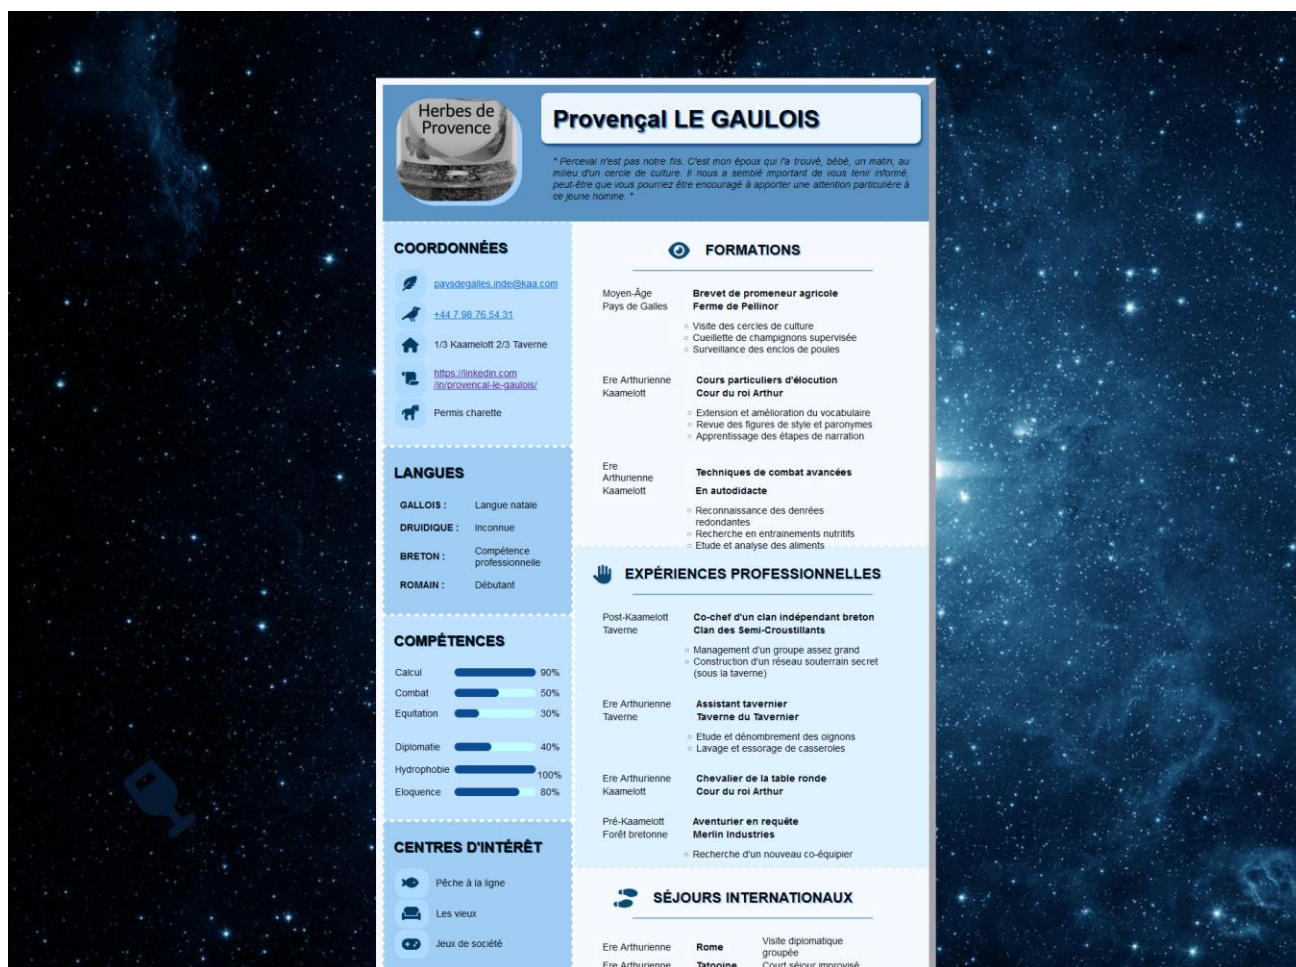 Herbes de
Provence
Provençal LE GAULOIS
" Perceval n'est pas notre fils. C'est mon époux qui l'a trouvé, bébé, un matin, au
milieu d'un cercle de culture. Il nous a semblé important de vous tenir informé,
peut-être que vous pourriez être encouragé à apporter une attention particulière à
ce jeune homme. "
COORDONNÉES
paysdegalles.inde@kaa.com
+44 7 98 76 54 31
1/3 Kaamelott 2/3 Taverne
https://linkedin.com
/in/provencal-le-gaulois/
Permis charette
LANGUES
GALLOIS : Langue natale
DRUIDIQUE : Inconnue
BRETON : Compétence
professionnelle
ROMAIN : Débutant
COMPÉTENCES
Calcul 90%
Combat 50%
Equitation 30%
Diplomatie 40%
Hydrophobie 100%
Eloquence 80%
CENTRES D'INTÉRÊT
Pêche à la ligne
Les vieux
Jeux de société
FORMATIONS
Moyen-Âge Brevet de promeneur agricole
Pays de Galles Ferme de Pellinor
Visite des cercles de culture
Cueillette de champignons supervisée
Surveillance des enclos de poules
Ere Arthurienne Cours particuliers d'élocution
Kaamelott Cour du roi Arthur
Extension et amélioration du vocabulaire
Revue des figures de style et paronymes
Apprentissage des étapes de narration
Ere
Arthurienne Techniques de combat avancées
Kaamelott En autodidacte
Reconnaissance des denrées
redondantes
Recherche en entrainements nutritifs
Etude et analyse des aliments
EXPÉRIENCES PROFESSIONNELLES
Post-Kaamelott Co-chef d'un clan indépendant breton
Taverne Clan des Semi-Croustillants
Management d'un groupe assez grand
Construction d'un réseau souterrain secret
(sous la taverne)
Ere Arthurienne Assistant tavernier
Taverne Taverne du Tavernier
Etude et dénombrement des oignons
Lavage et essorage de casseroles
Ere Arthurienne Chevalier de la table ronde
Kaamelott Cour du roi Arthur
Pré-Kaamelott Aventurier en requête
Forêt bretonne Merlin Industries
Recherche d'un nouveau co-équipier
SÉJOURS INTERNATIONAUX
Ere Arthurienne Rome Visite diplomatique
groupée
Ere Arthurienne Tatooïne Court séjour improvisé